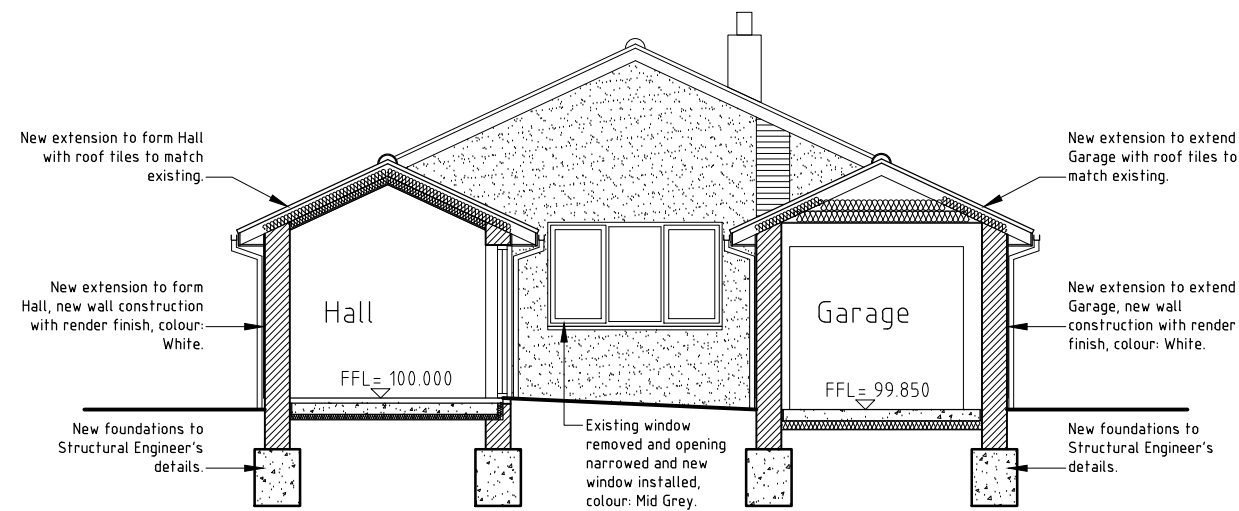 New extension to form Hall
with roof tiles to match
existing.
New extension to extend
Garage with roof tiles to
match existing.
New extension to form
Hall, new wall construction
with render finish, colour:
White.
Hall
Garage
New extension to extend
Garage, new wall
construction with render
finish, colour: White.
FFL= 100.000
FFL= 99.850
New foundations to
Structural Engineer's
details.
Existing window
removed and opening
narrowed and new
window installed,
colour: Mid Grey.
New foundations to
Structural Engineer's
details.